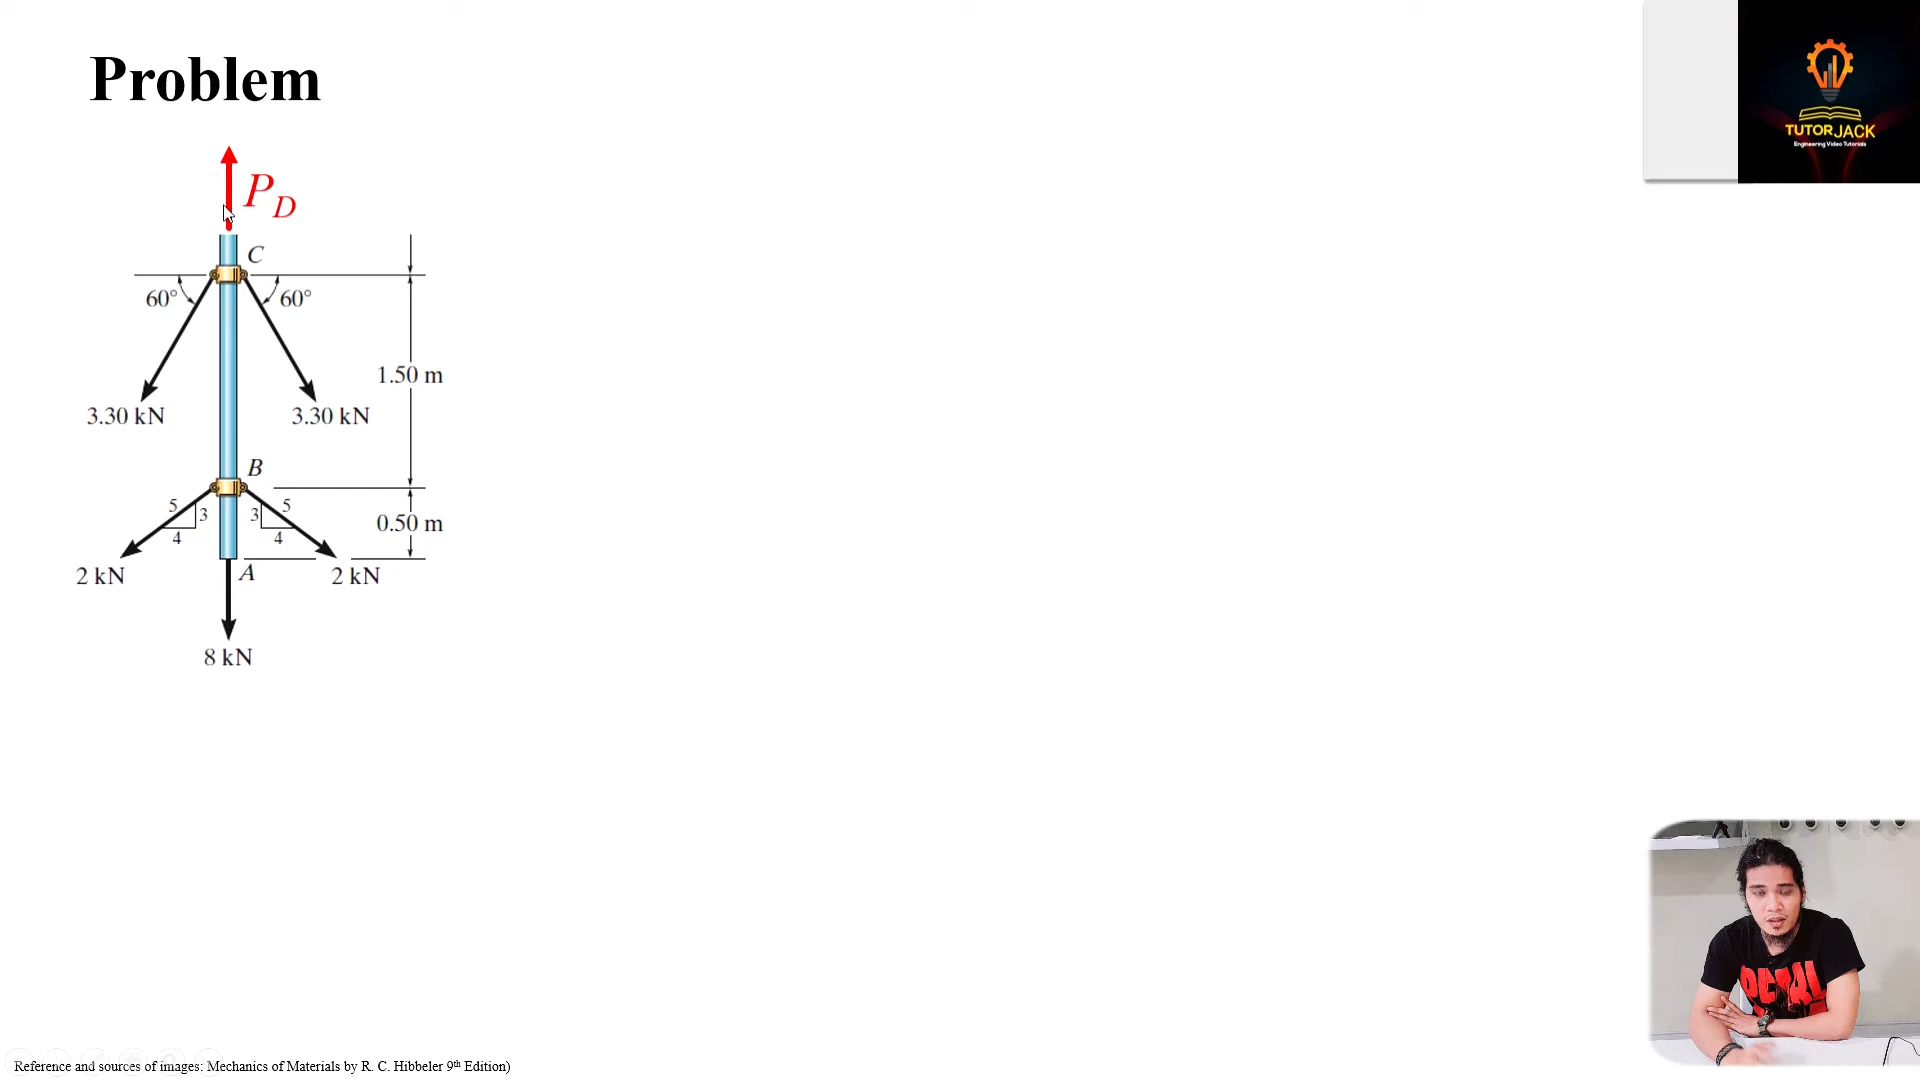 Problem
TUTOR JACK
Engineering Video Tutorials
P_D
C
60°
60°
1.50 m
3.30 kN
3.30 kN
B
5
3
3
5
0.50 m
4
4
2 kN
A
2 kN
8 kN
Reference and sources of images: Mechanics of Materials by R. C. Hibbeler 9th Edition)